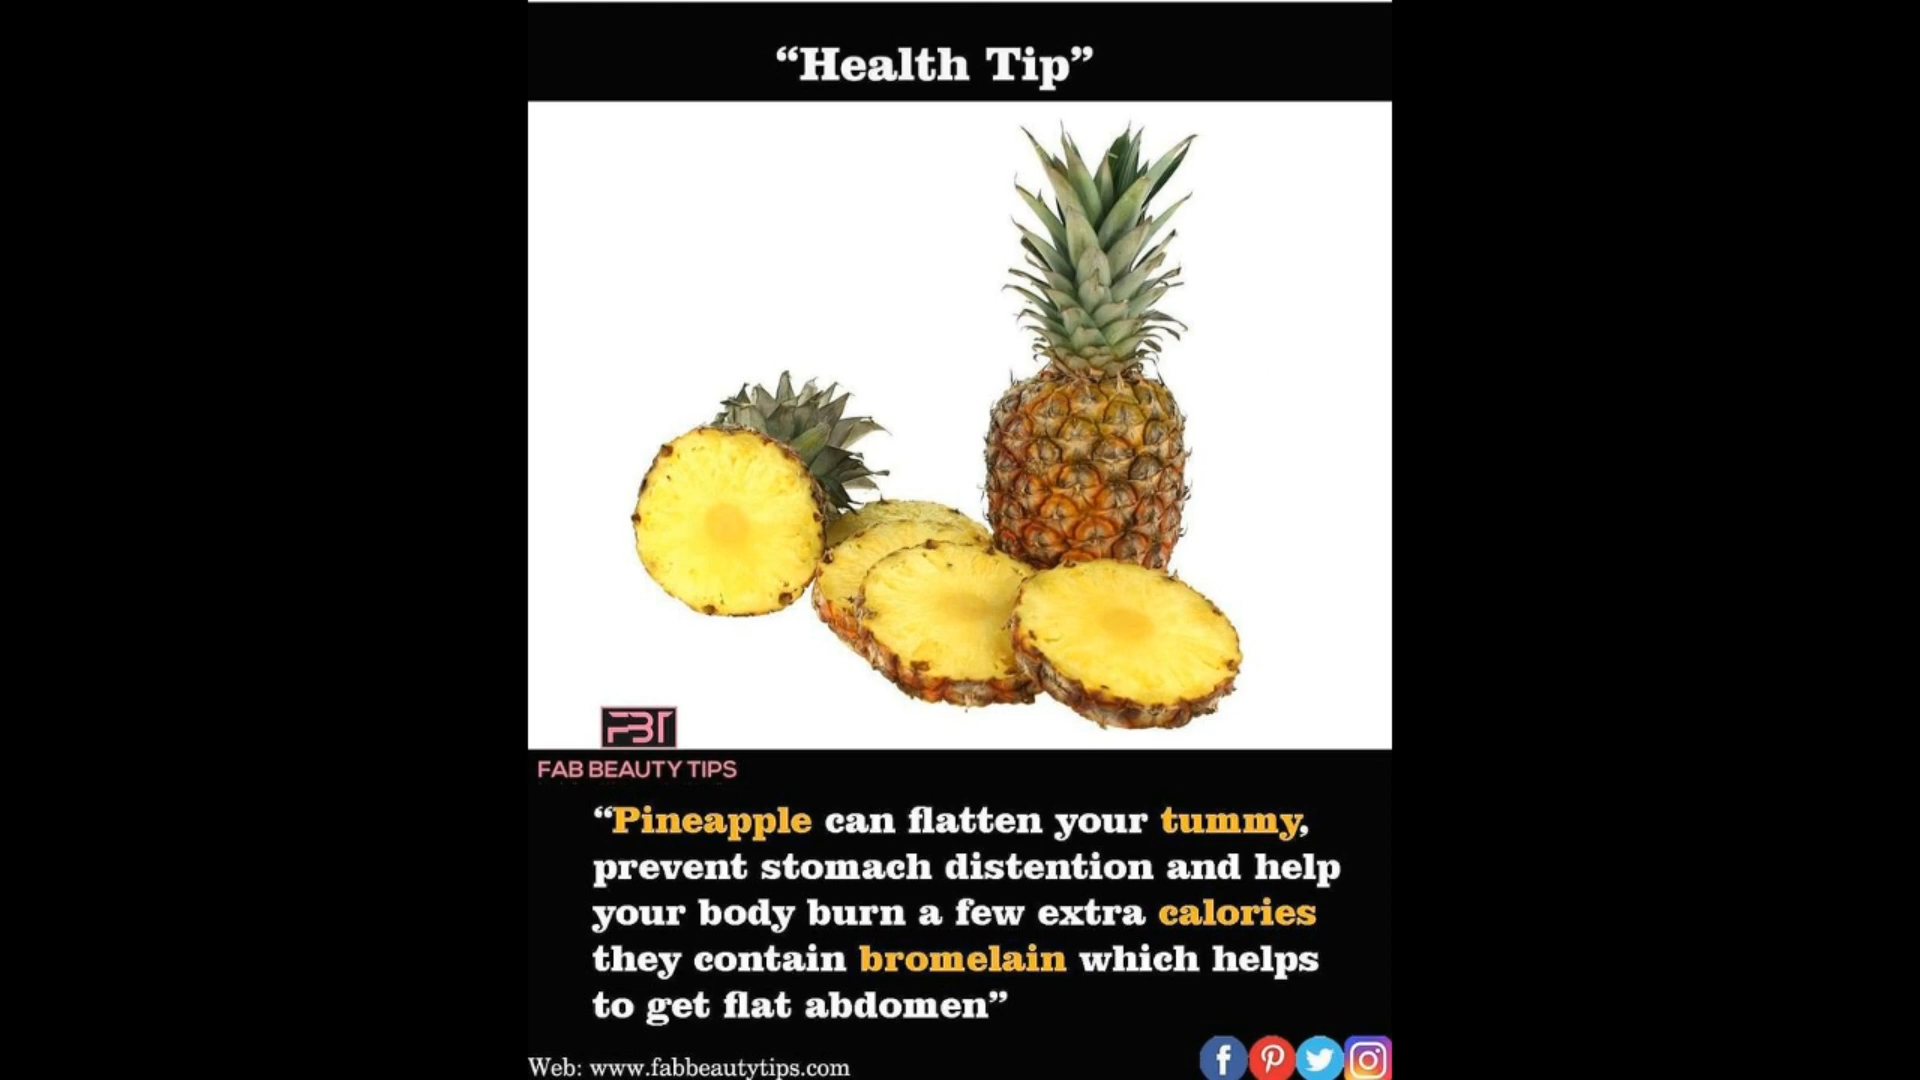 “Health Tip”
FBT
FAB BEAUTY TIPS
“Pineapple can flatten your tummy,
prevent stomach distention and help
your body burn a few extra calories
they contain bromelain which helps
to get flat abdomen”
Web: www.fabbeautytips.com